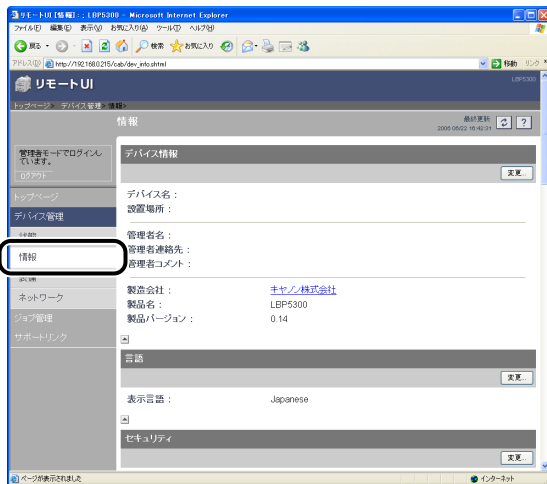 リモートUI [情報] : ; LBP5300 - Microsoft Internet Explorer
ファイル(F) 編集(E) 表示(V) お気に入り(A) ツール(T) ヘルプ(H)
戻る 検索 お気に入り
アドレス(D) http://192.168.0.215/cab/dev_info.shtml 移動 リンク
リモートUI LBP5300
トップページ> デバイス管理> 情報>
情報 最終更新
2006 06/22 16:42:31
管理者モードでログインし
ています。
ログアウト
トップページ
デバイス管理
状態
情報
装備
ネットワーク
ジョブ管理
サポートリンク
デバイス情報
変更...
デバイス名 :
設置場所 :
管理者名 :
管理者連絡先 :
管理者コメント :
製造会社 : キヤノン株式会社
製品名 : LBP5300
製品バージョン : 0.14
言語
変更...
表示言語 : Japanese
セキュリティ
変更...
ページが表示されました インターネット